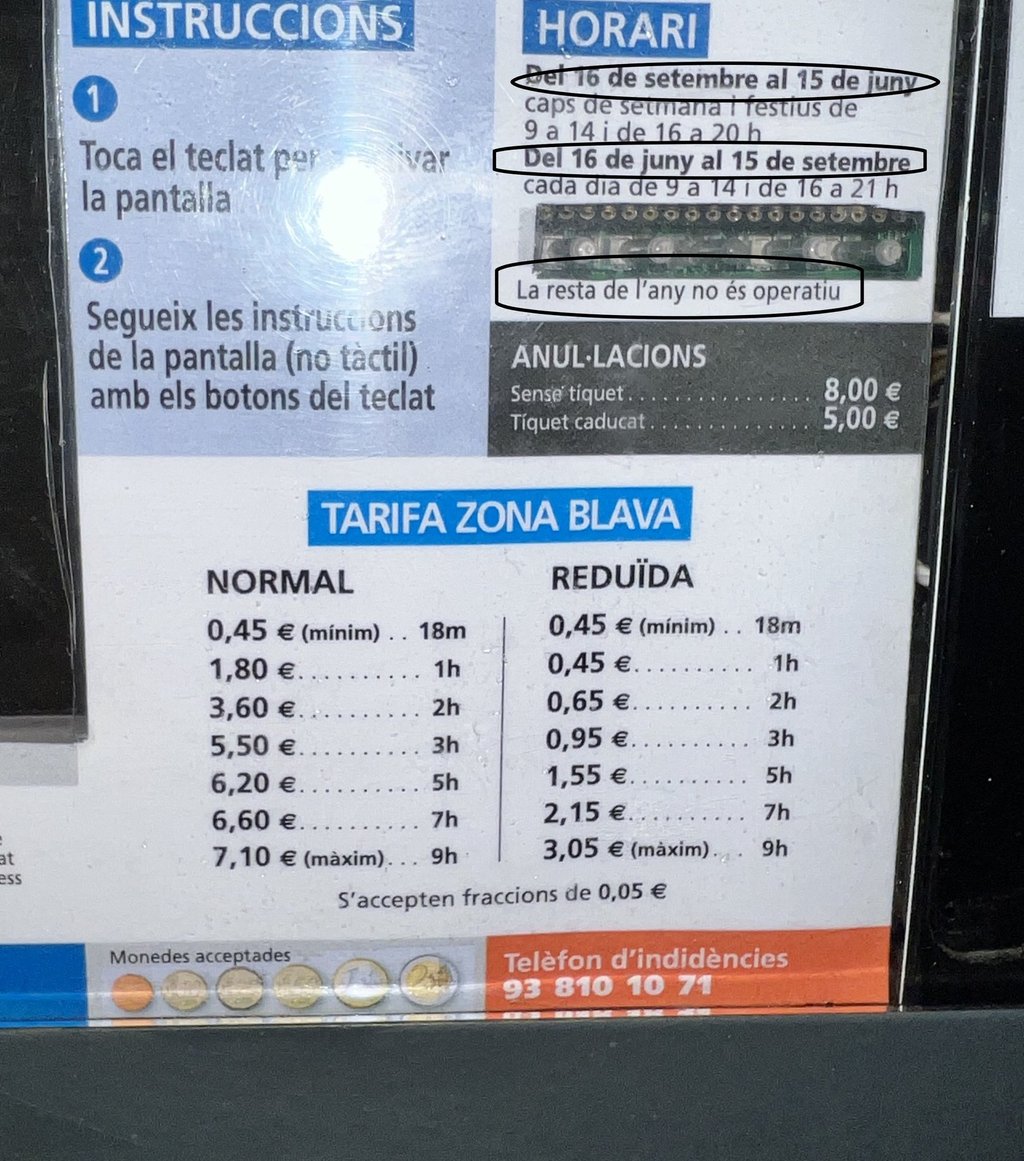 INSTRUCCIONS
1
Toca el teclat per
la pantalla
2
Segueix les instruccions
de la pantalla (no tàctil)
amb els botons del teclat
HORARI
Del 16 de setembre al 15 de juny
caps de setmana i festius de
9 a 14 i de 16 a 20 h
Del 16 de juny al 15 de setembre
cada dia de 9 a 14 i de 16 a 21 h
La resta de l'any no és operatiu
ANUL·LACIONS
Sense tíquet ................ 8,00 €
Tíquet caducat .............. 5,00 €
TARIFA ZONA BLAVA
NORMAL
0,45 € (mínim) .. 18m
1,80 € .......... 1h
3,60 € .......... 2h
5,50 € .......... 3h
6,20 € .......... 5h
6,60 € .......... 7h
7,10 € (màxim) ... 9h
REDUÏDA
0,45 € (mínim) .. 18m
0,45 € .......... 1h
0,65 € .......... 2h
0,95 € .......... 3h
1,55 € .......... 5h
2,15 € .......... 7h
3,05 € (màxim) .. 9h
S'accepten fraccions de 0,05 €
at
ess
Monedes acceptades
Telèfon d'indidències
93 810 10 71